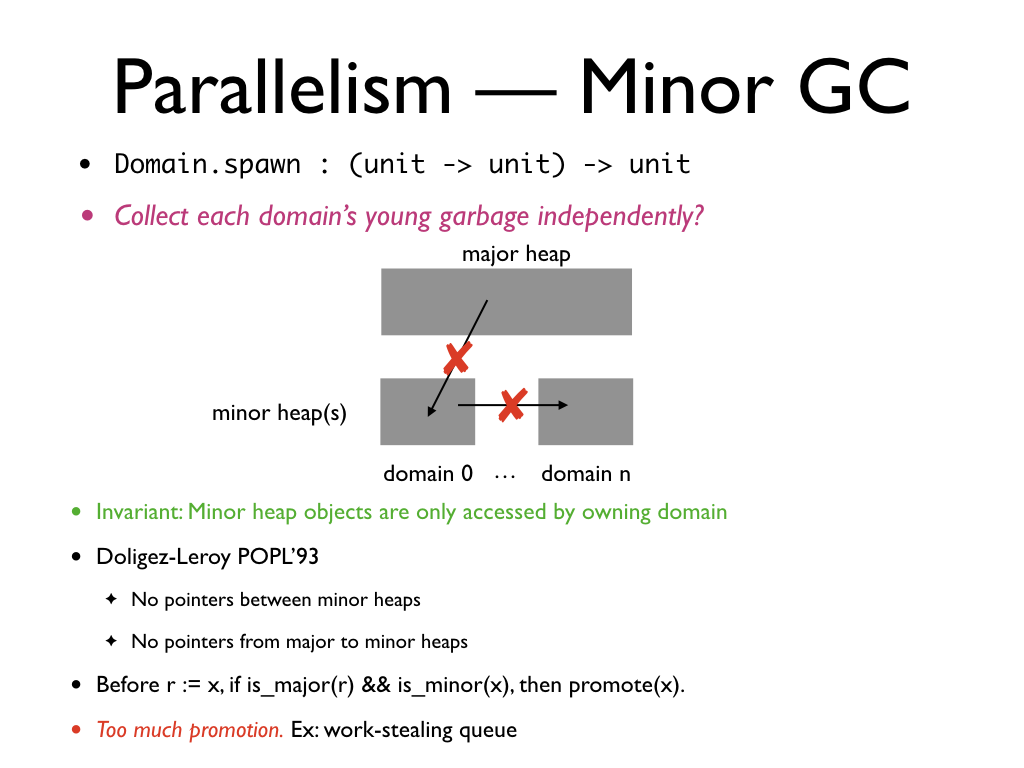 Parallelism — Minor GC
• Domain.spawn : (unit -> unit) -> unit
• Collect each domain’s young garbage independently?
major heap
minor heap(s)
domain 0 … domain n
• Invariant: Minor heap objects are only accessed by owning domain
• Doligez-Leroy POPL’93
✦ No pointers between minor heaps
✦ No pointers from major to minor heaps
• Before r := x, if is_major(r) && is_minor(x), then promote(x).
• Too much promotion. Ex: work-stealing queue